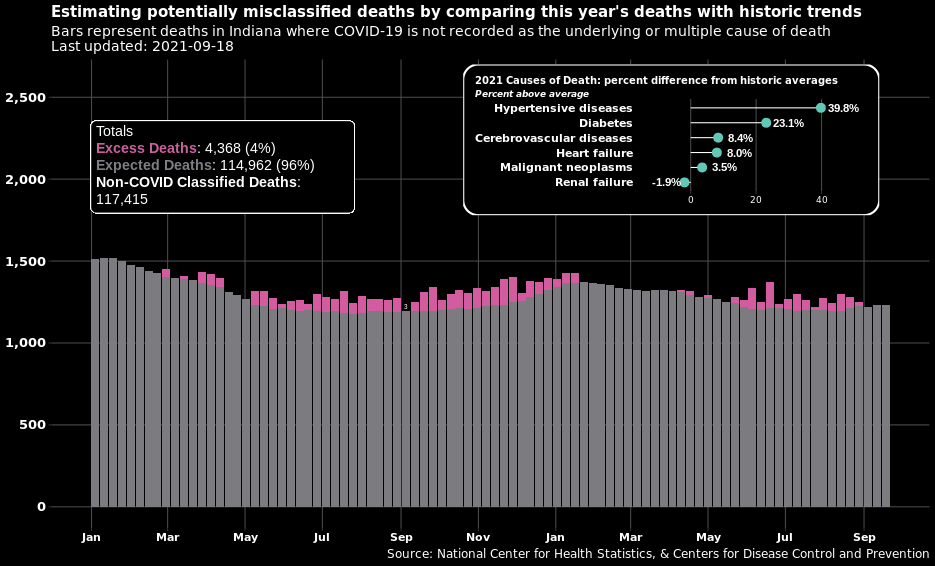 Estimating potentially misclassified deaths by comparing this year's deaths with historic trends
Bars represent deaths in Indiana where COVID-19 is not recorded as the underlying or multiple cause of death
Last updated: 2021-09-18
2,500
2,000
1,500
1,000
500
0
Totals
Excess Deaths: 4,368 (4%)
Expected Deaths: 114,962 (96%)
Non-COVID Classified Deaths:
117,415
2021 Causes of Death: percent difference from historic averages
Percent above average
Hypertensive diseases 39.8%
Diabetes 23.1%
Cerebrovascular diseases 8.4%
Heart failure 8.0%
Malignant neoplasms 3.5%
Renal failure -1.9%
0 20 40
3
Jan Mar May Jul Sep Nov Jan Mar May Jul Sep
Source: National Center for Health Statistics, & Centers for Disease Control and Prevention